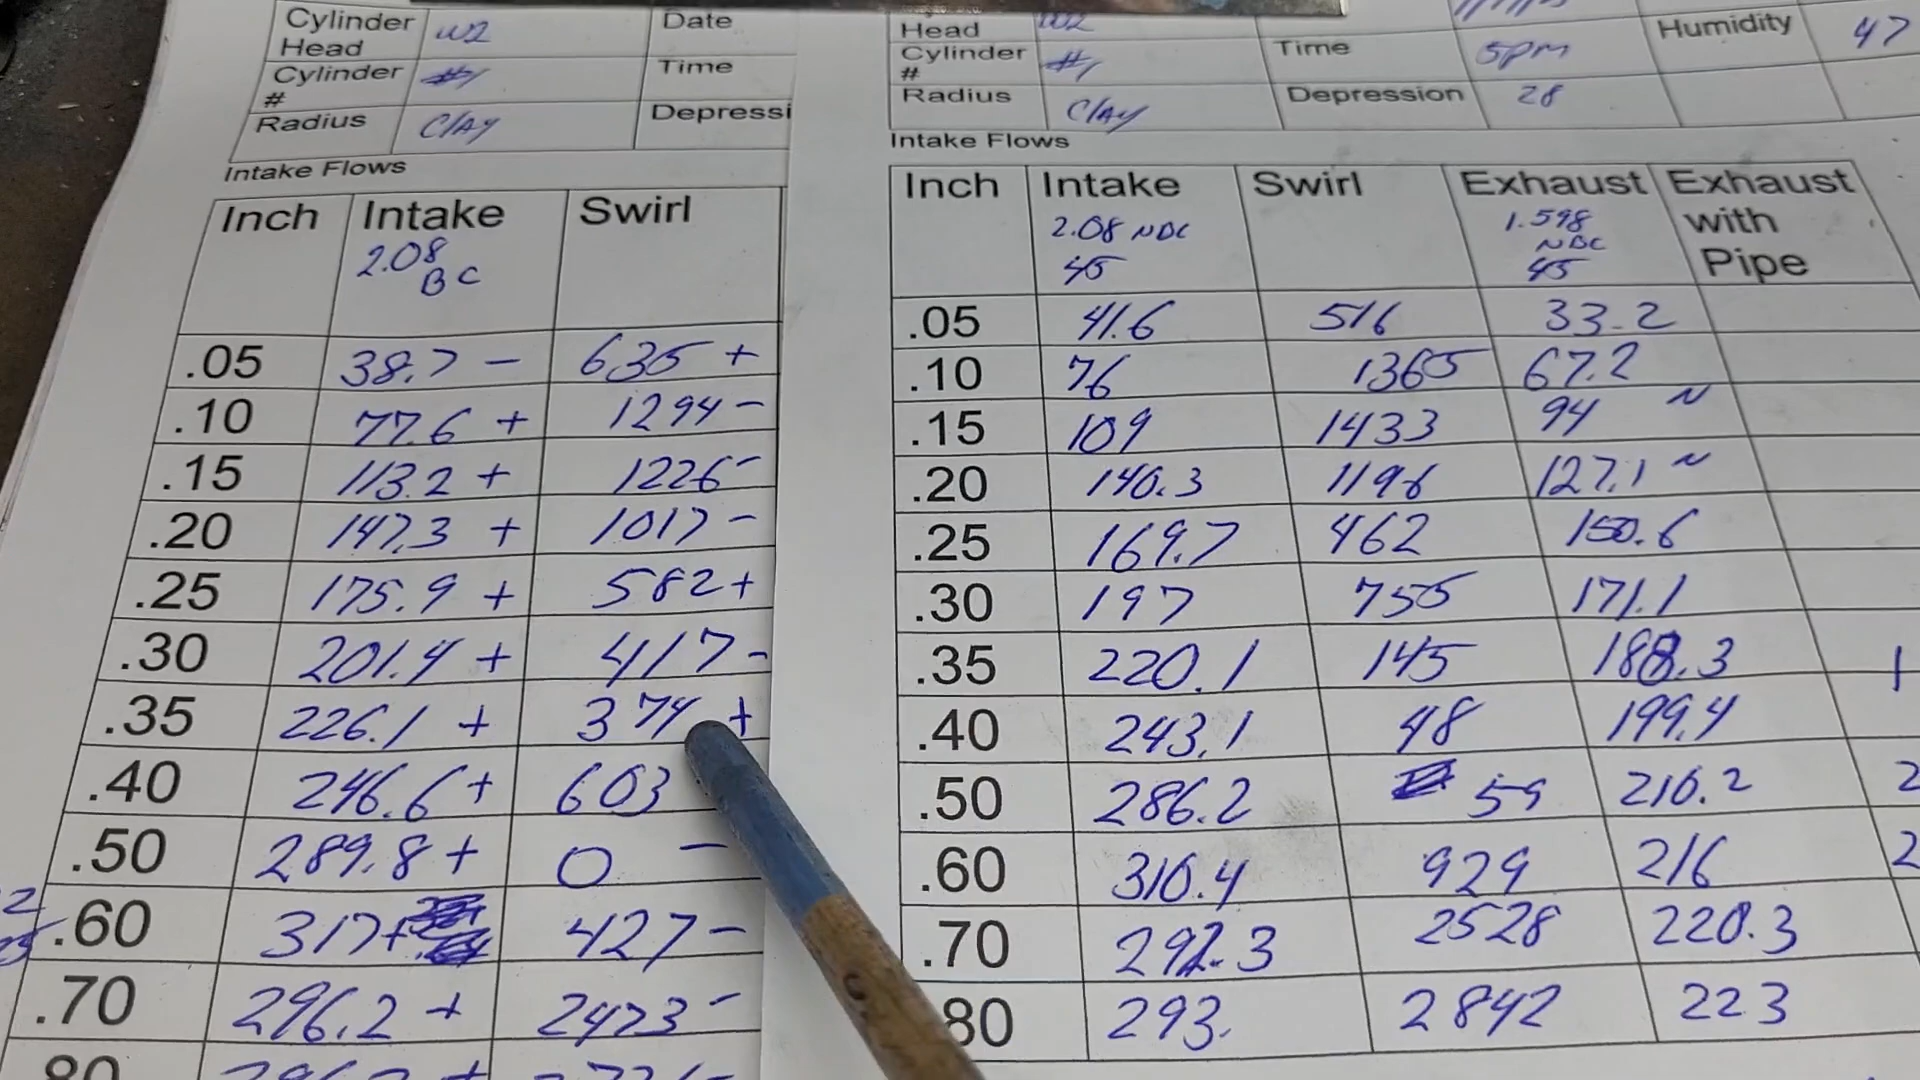 Cylinder Head W2 Date
Cylinder # #1 Time
Radius Clay Depressi
Intake Flows
Inch Intake Swirl
2.08
BC
.05 38.7 - 635 +
.10 77.6 + 1294 -
.15 113.2 + 1226 -
.20 147.3 + 1017 -
.25 175.9 + 582 +
.30 201.4 + 417 -
.35 226.1 + 374 +
.40 246.6 + 603
.50 289.8 + 0 -
.60 317 + 427 -
.70 296.2 + 2473 -
.80
Head W2 Humidity 47
Cylinder # #1 Time 5pm
Radius Clay Depression 28
Intake Flows
Inch Intake Swirl Exhaust Exhaust with Pipe
2.08 NBC 1.598
NBC
45 45
.05 41.6 516 33.2
.10 76 1365 67.2
.15 109 1433 94 ~
.20 140.3 1196 127.1 ~
.25 169.7 462 150.6
.30 197 755 171.1
.35 220.1 145 188.3
.40 243.1 48 199.4
.50 286.2 59 210.2
.60 310.4 929 216
.70 292.3 2528 220.3
80 293. 2842 223